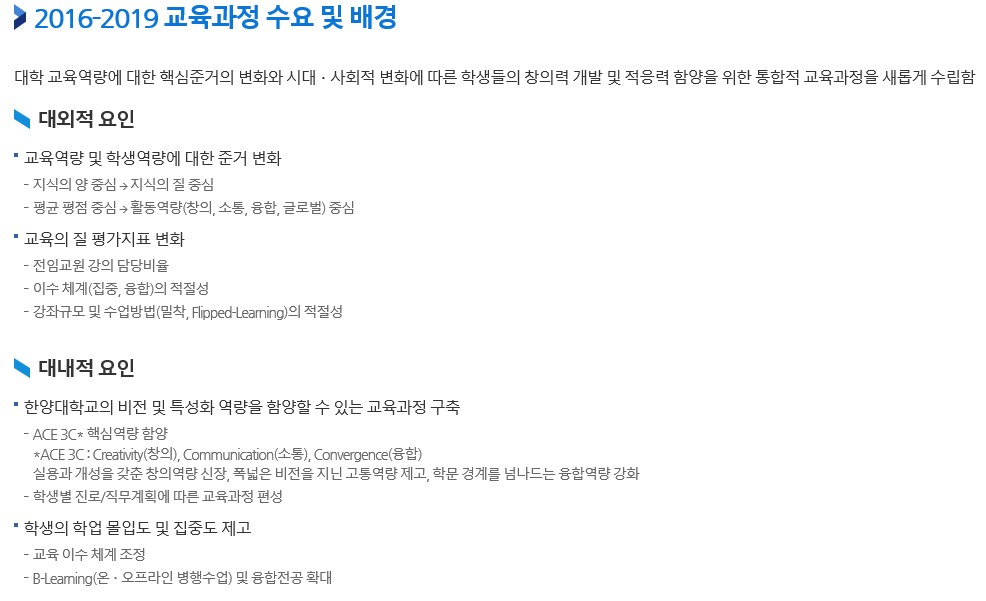 2016-2019 교육과정 수요 및 배경
대학 교육역량에 대한 핵심준거의 변화와 시대 · 사회적 변화에 따른 학생들의 창의력 개발 및 적응력 함양을 위한 통합적 교육과정을 새롭게 수립함
대외적 요인
교육역량 및 학생역량에 대한 준거 변화
- 지식의 양 중심 → 지식의 질 중심
- 평균 평점 중심 → 활동역량(창의, 소통, 융합, 글로벌) 중심
교육의 질 평가지표 변화
- 전임교원 강의 담당비율
- 이수 체계(집중, 융합)의 적절성
- 강좌규모 및 수업방법(밀착, Flipped-Learning)의 적절성
대내적 요인
한양대학교의 비전 및 특성화 역량을 함양할 수 있는 교육과정 구축
- ACE 3C* 핵심역량 함양
*ACE 3C : Creativity(창의), Communication(소통), Convergence(융합)
실용과 개성을 갖춘 창의역량 신장, 폭넓은 비전을 지닌 고통역량 제고, 학문 경계를 넘나드는 융합역량 강화
- 학생별 진로/직무계획에 따른 교육과정 편성
학생의 학업 몰입도 및 집중도 제고
- 교육 이수 체계 조정
- B-Learning(온 · 오프라인 병행수업) 및 융합전공 확대